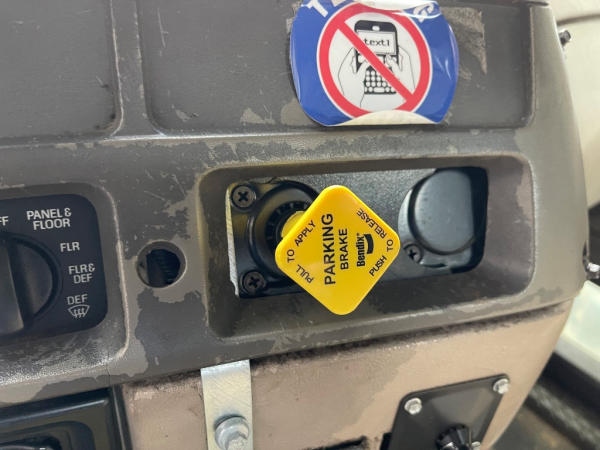 text1
PANEL &
FLOOR
FLR
FLR &
DEF
DEF
PULL TO APPLY
PARKING
BRAKE
Bendix
PUSH TO RELEASE